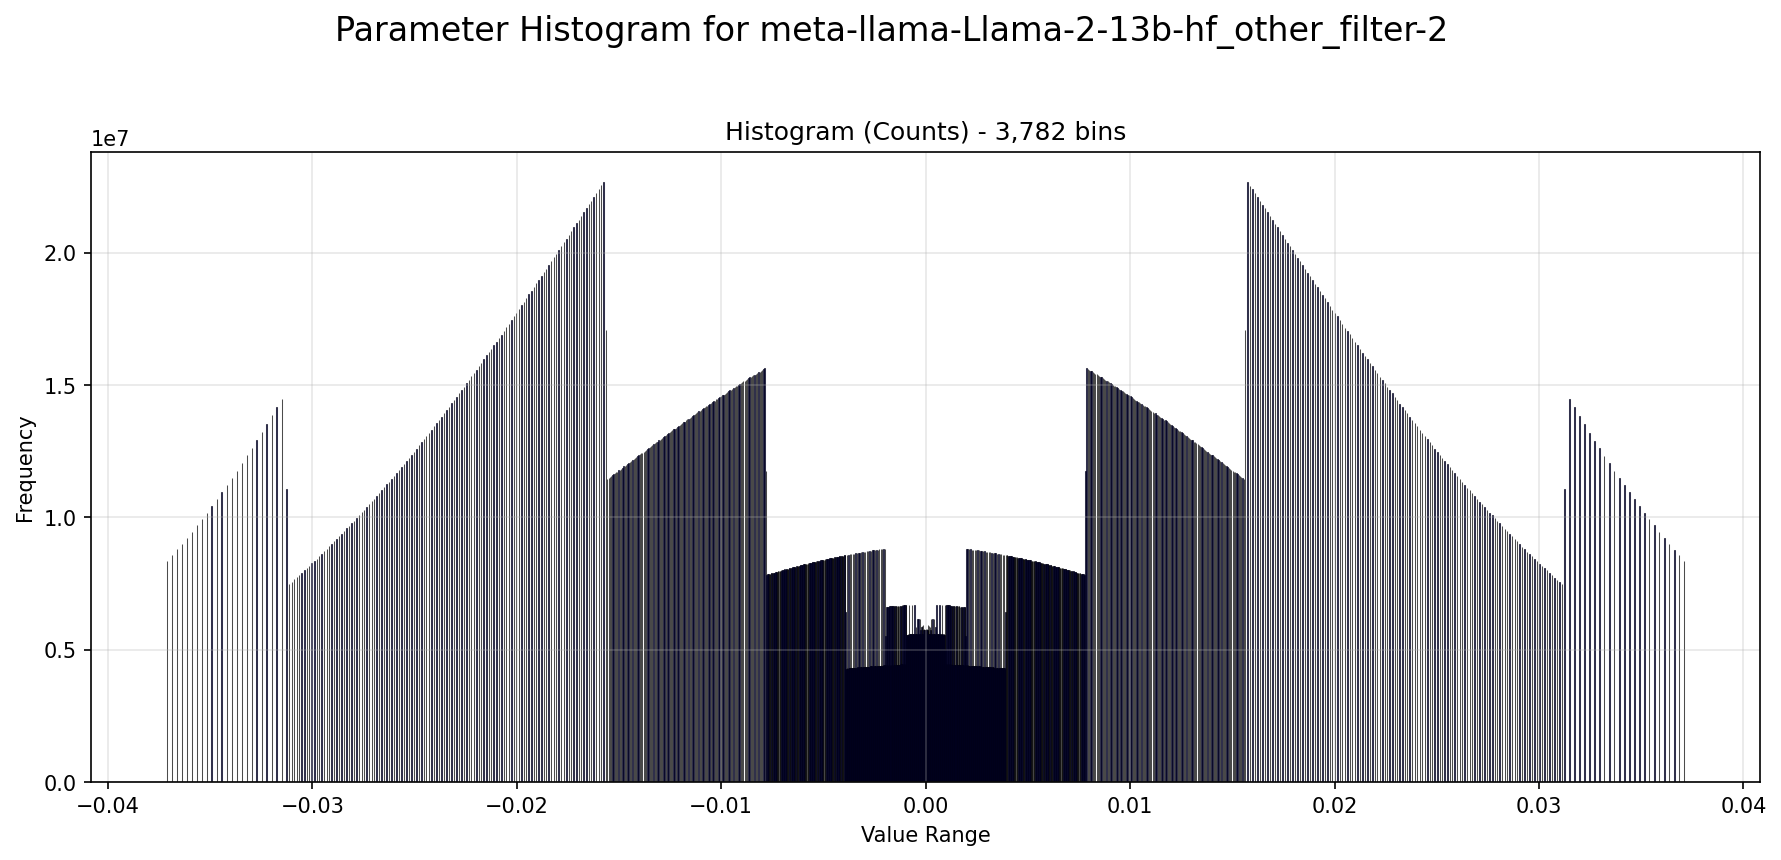 Parameter Histogram for meta-llama-Llama-2-13b-hf_other_filter-2
Histogram (Counts) - 3,782 bins
1e7
2.0
1.5
1.0
0.5
0.0
Frequency
−0.04 −0.03 −0.02 −0.01 0.00 0.01 0.02 0.03 0.04
Value Range